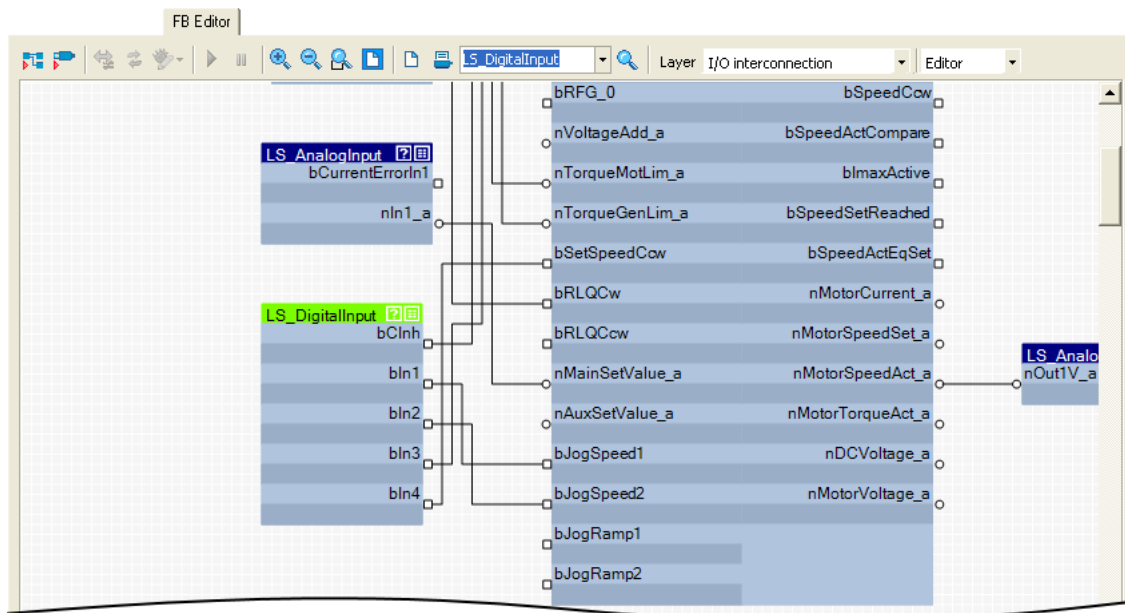 FB Editor
LS_DigitalInput Layer I/O interconnection Editor
bRFG_0 bSpeedCcw
nVoltageAdd_a bSpeedActCompare
LS_AnalogInput
bCurrentErrorIn1 nTorqueMotLim_a bImaxActive
nIn1_a nTorqueGenLim_a bSpeedSetReached
bSetSpeedCcw bSpeedActEqSet
bRLQCw nMotorCurrent_a
LS_DigitalInput
bCInh bRLQCcw nMotorSpeedSet_a
LS_Analo
bIn1 nMainSetValue_a nMotorSpeedAct_a nOut1V_a
bIn2 nAuxSetValue_a nMotorTorqueAct_a
bIn3 bJogSpeed1 nDCVoltage_a
bIn4 bJogSpeed2 nMotorVoltage_a
bJogRamp1
bJogRamp2